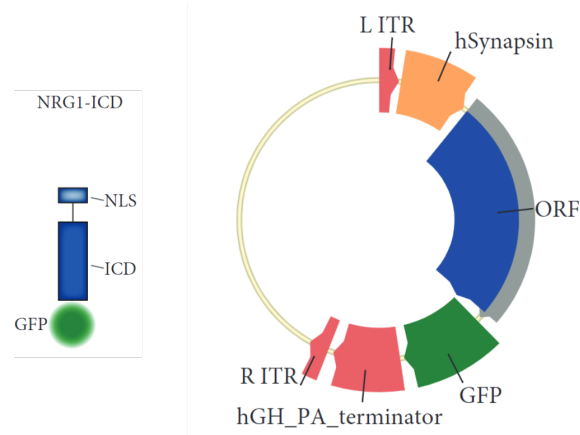 NRG1-ICD
NLS
ICD
GFP
L ITR
hSynapsin
ORF
GFP
hGH_PA_terminator
R ITR